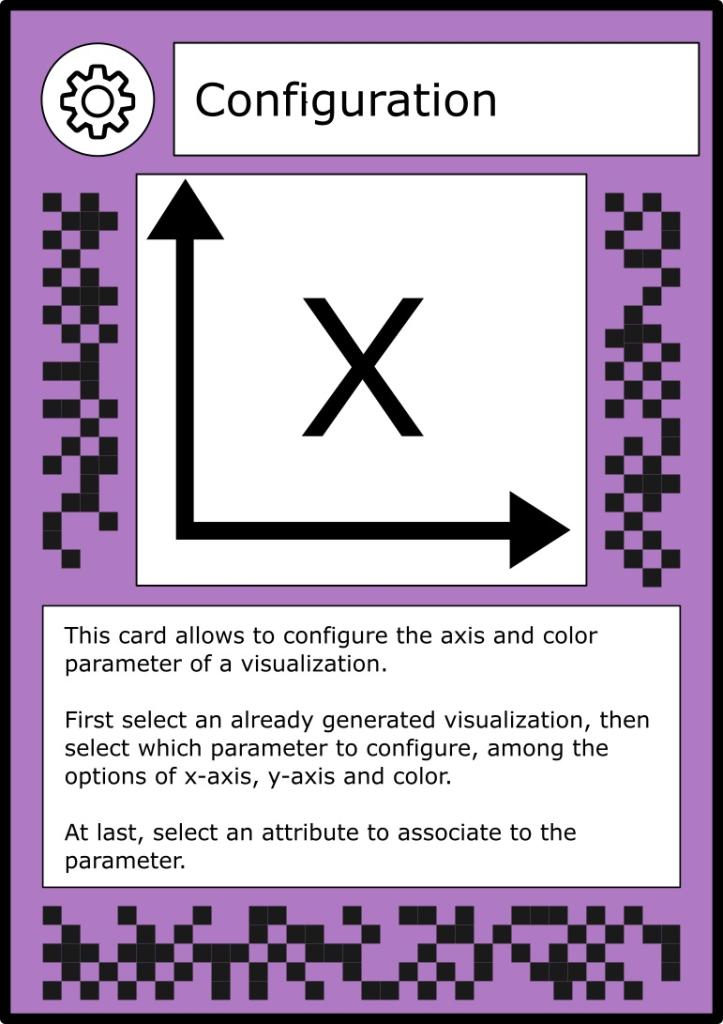 Configuration
X
This card allows to configure the axis and color
parameter of a visualization.
First select an already generated visualization, then
select which parameter to configure, among the
options of x-axis, y-axis and color.
At last, select an attribute to associate to the
parameter.